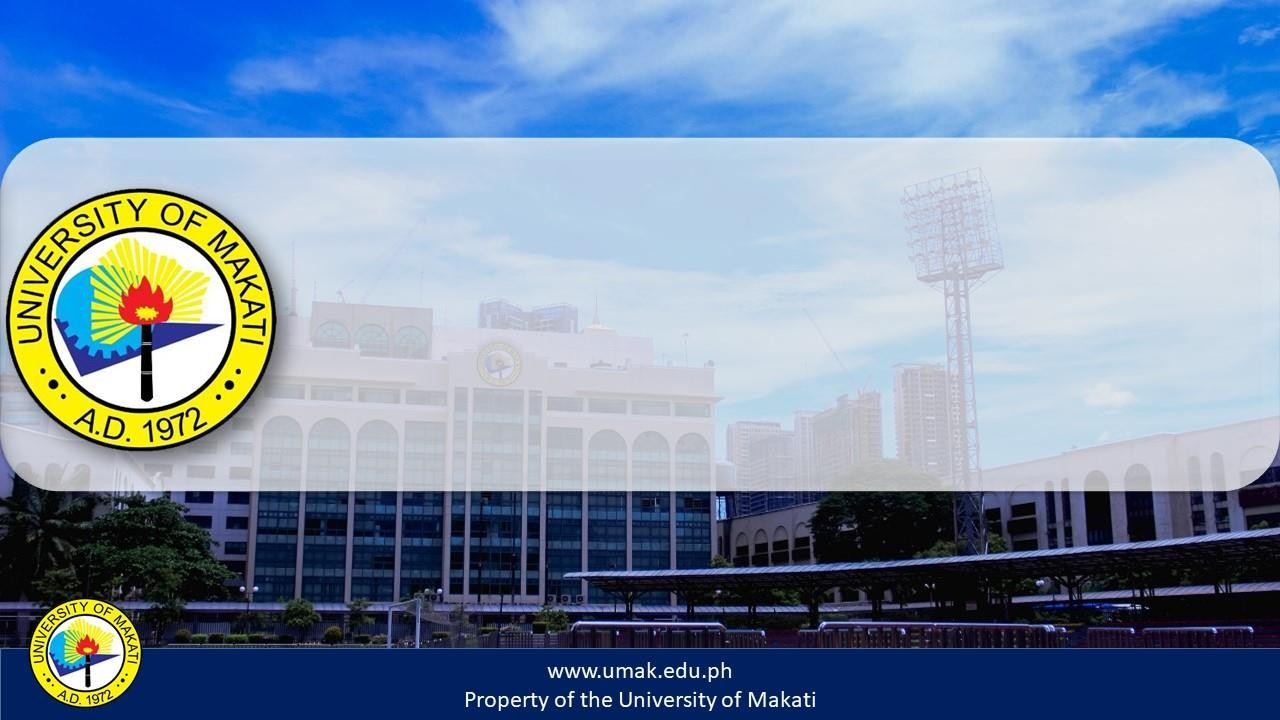 UNIVERSITY OF MAKATI
A.D. 1972
UNIVERSITY OF MAKATI
A.D. 1972
www.umak.edu.ph
Property of the University of Makati